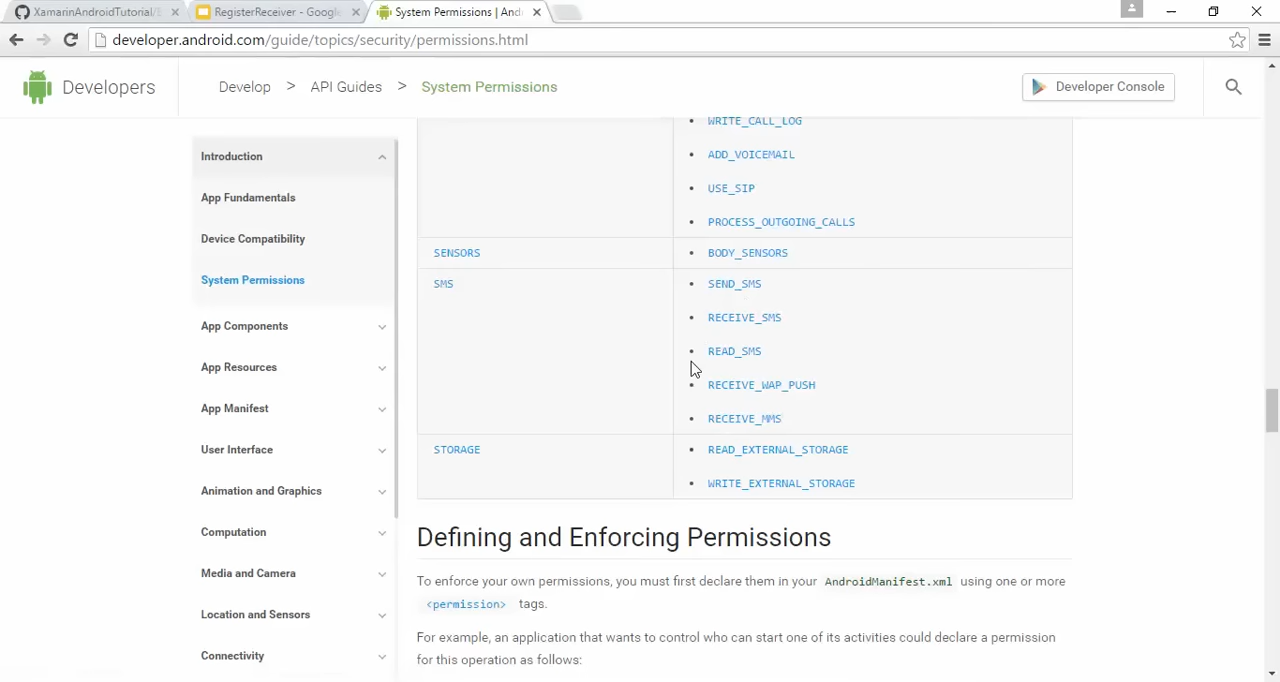 XamarinAndroidTutorial/
RegisterReceiver - Goog
System Permissions | And
developer.android.com/guide/topics/security/permissions.html
Developers
Develop > API Guides > System Permissions
Developer Console
Introduction
App Fundamentals
Device Compatibility
System Permissions
App Components
App Resources
App Manifest
User Interface
Animation and Graphics
Computation
Media and Camera
Location and Sensors
Connectivity
• WRITE_CALL_LOG
• ADD_VOICEMAIL
• USE_SIP
• PROCESS_OUTGOING_CALLS
SENSORS • BODY_SENSORS
SMS • SEND_SMS
• RECEIVE_SMS
• READ_SMS
• RECEIVE_WAP_PUSH
• RECEIVE_MMS
STORAGE • READ_EXTERNAL_STORAGE
• WRITE_EXTERNAL_STORAGE
Defining and Enforcing Permissions
To enforce your own permissions, you must first declare them in your AndroidManifest.xml using one or more
<permission> tags.
For example, an application that wants to control who can start one of its activities could declare a permission
for this operation as follows: